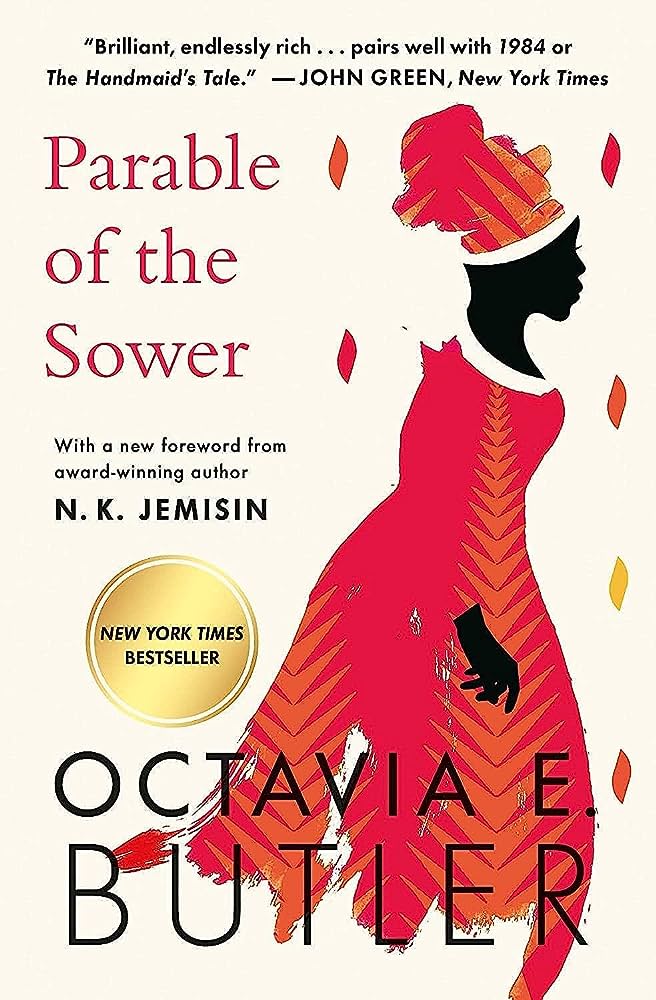 “Brilliant, endlessly rich . . . pairs well with 1984 or
The Handmaid’s Tale.” —JOHN GREEN, New York Times
Parable
of the
Sower
With a new foreword from
award-winning author
N. K. JEMISIN
NEW YORK TIMES
BESTSELLER
OCTAVIA E.
BUTLER